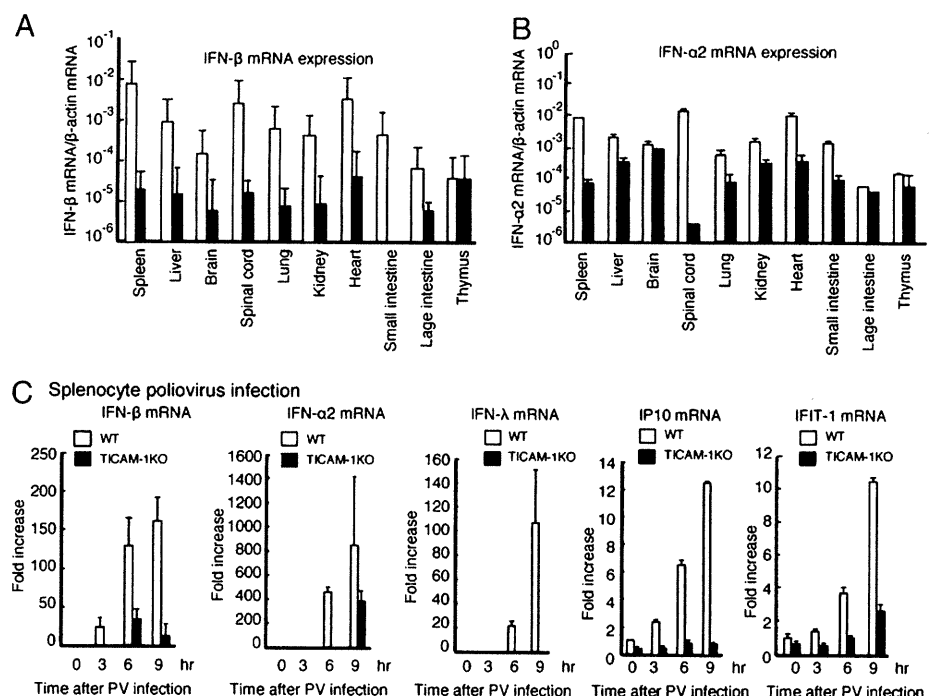 A
IFN-β mRNA expression
IFN-β mRNA/β-actin mRNA
10-1
10-2
10-3
10-4
10-5
10-6
Spleen
Liver
Brain
Spinal cord
Lung
Kidney
Heart
Small intestine
Lage intestine
Thymus
B
IFN-α2 mRNA expression
IFN-α2 mRNA/β-actin mRNA
100
10-2
10-3
10-4
10-5
10-6
Spleen
Liver
Brain
Spinal cord
Lung
Kidney
Heart
Small intestine
Lage intestine
Thymus
C Splenocyte poliovirus infection
IFN-β mRNA
WT
TICAM-1KO
Fold increase
250
200
150
100
50
0
0 3 6 9 hr
Time after PV infection
IFN-α2 mRNA
WT
TICAM-1KO
Fold increase
1600
1400
1200
1000
800
600
400
200
0
0 3 6 9 hr
Time after PV infection
IFN-λ mRNA
WT
TICAM-1KO
Fold increase
160
140
120
100
80
60
40
20
0
0 3 6 9 hr
Time after PV infection
IP10 mRNA
WT
TICAM-1KO
Fold increase
14
12
10
8
6
4
2
0
0 3 6 9 hr
Time after PV infection
IFIT-1 mRNA
WT
TICAM-1KO
Fold increase
12
10
8
6
4
2
0
0 3 6 9 hr
Time after PV infection